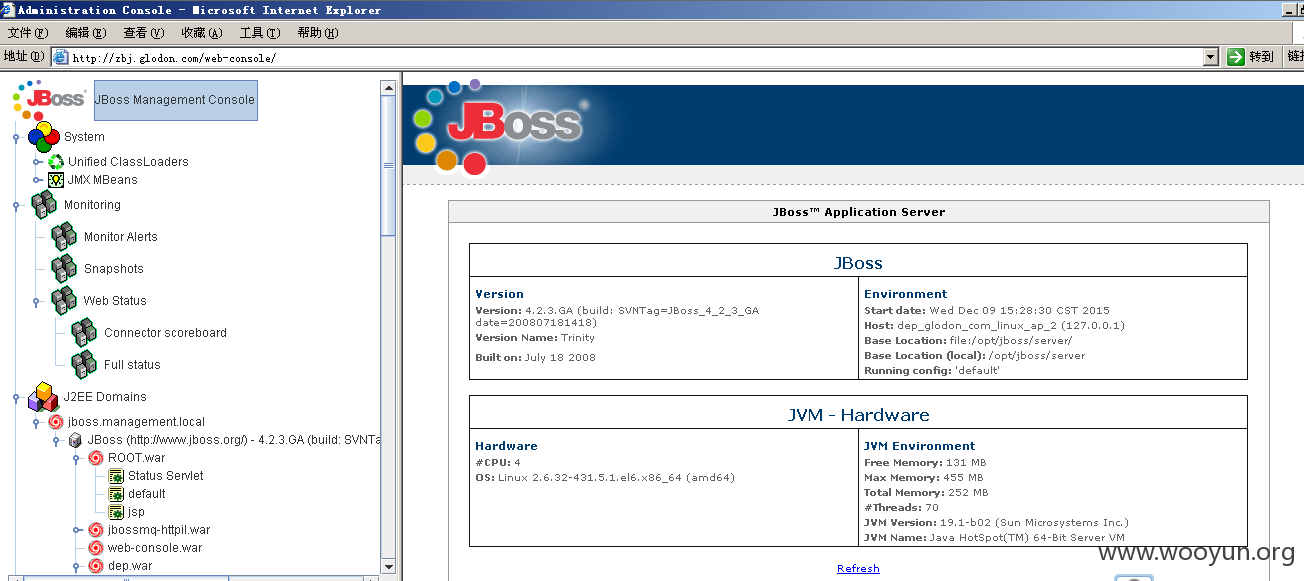 Administration Console - Microsoft Internet Explorer
文件(F) 编辑(E) 查看(V) 收藏(A) 工具(T) 帮助(H)
地址(D) http://zbj.glodon.com/web-console/ 转到
JBoss JBoss Management Console
System
Unified ClassLoaders
JMX MBeans
Monitoring
Monitor Alerts
Snapshots
Web Status
Connector scoreboard
Full status
J2EE Domains
jboss.management.local
JBoss (http://www.jboss.org/) - 4.2.3.GA (build: SVNTa
ROOT.war
Status Servlet
default
jsp
jbossmq-httpil.war
web-console.war
dep.war
JBoss®
JBoss™ Application Server
JBoss
Version
Version: 4.2.3.GA (build: SVNTag=JBoss_4_2_3_GA
date=200807181418)
Version Name: Trinity
Built on: July 18 2008
Environment
Start date: Wed Dec 09 15:28:30 CST 2015
Host: dep_glodon_com_linux_ap_2 (127.0.0.1)
Base Location: file:/opt/jboss/server/
Base Location (local): /opt/jboss/server
Running config: 'default'
JVM - Hardware
Hardware
#CPU: 4
OS: Linux 2.6.32-431.5.1.el6.x86_64 (amd64)
JVM Environment
Free Memory: 131 MB
Max Memory: 455 MB
Total Memory: 252 MB
#Threads: 70
JVM Version: 19.1-b02 (Sun Microsystems Inc.)
JVM Name: Java HotSpot(TM) 64-Bit Server VM
Refresh
www.wooyun.org